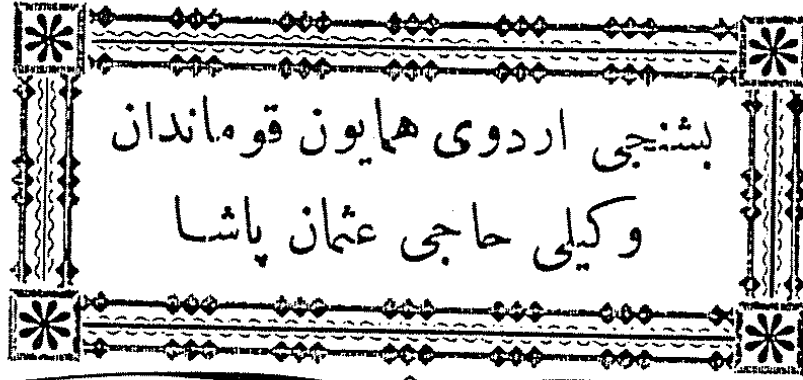 بشنجی اردوی همایون قوماندان
وکیلی حاجی عثمان پاشا